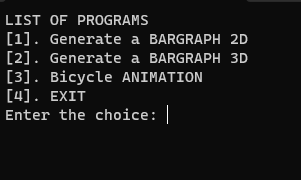 LIST OF PROGRAMS
[1]. Generate a BARGRAPH 2D
[2]. Generate a BARGRAPH 3D
[3]. Bicycle ANIMATION
[4]. EXIT
Enter the choice: